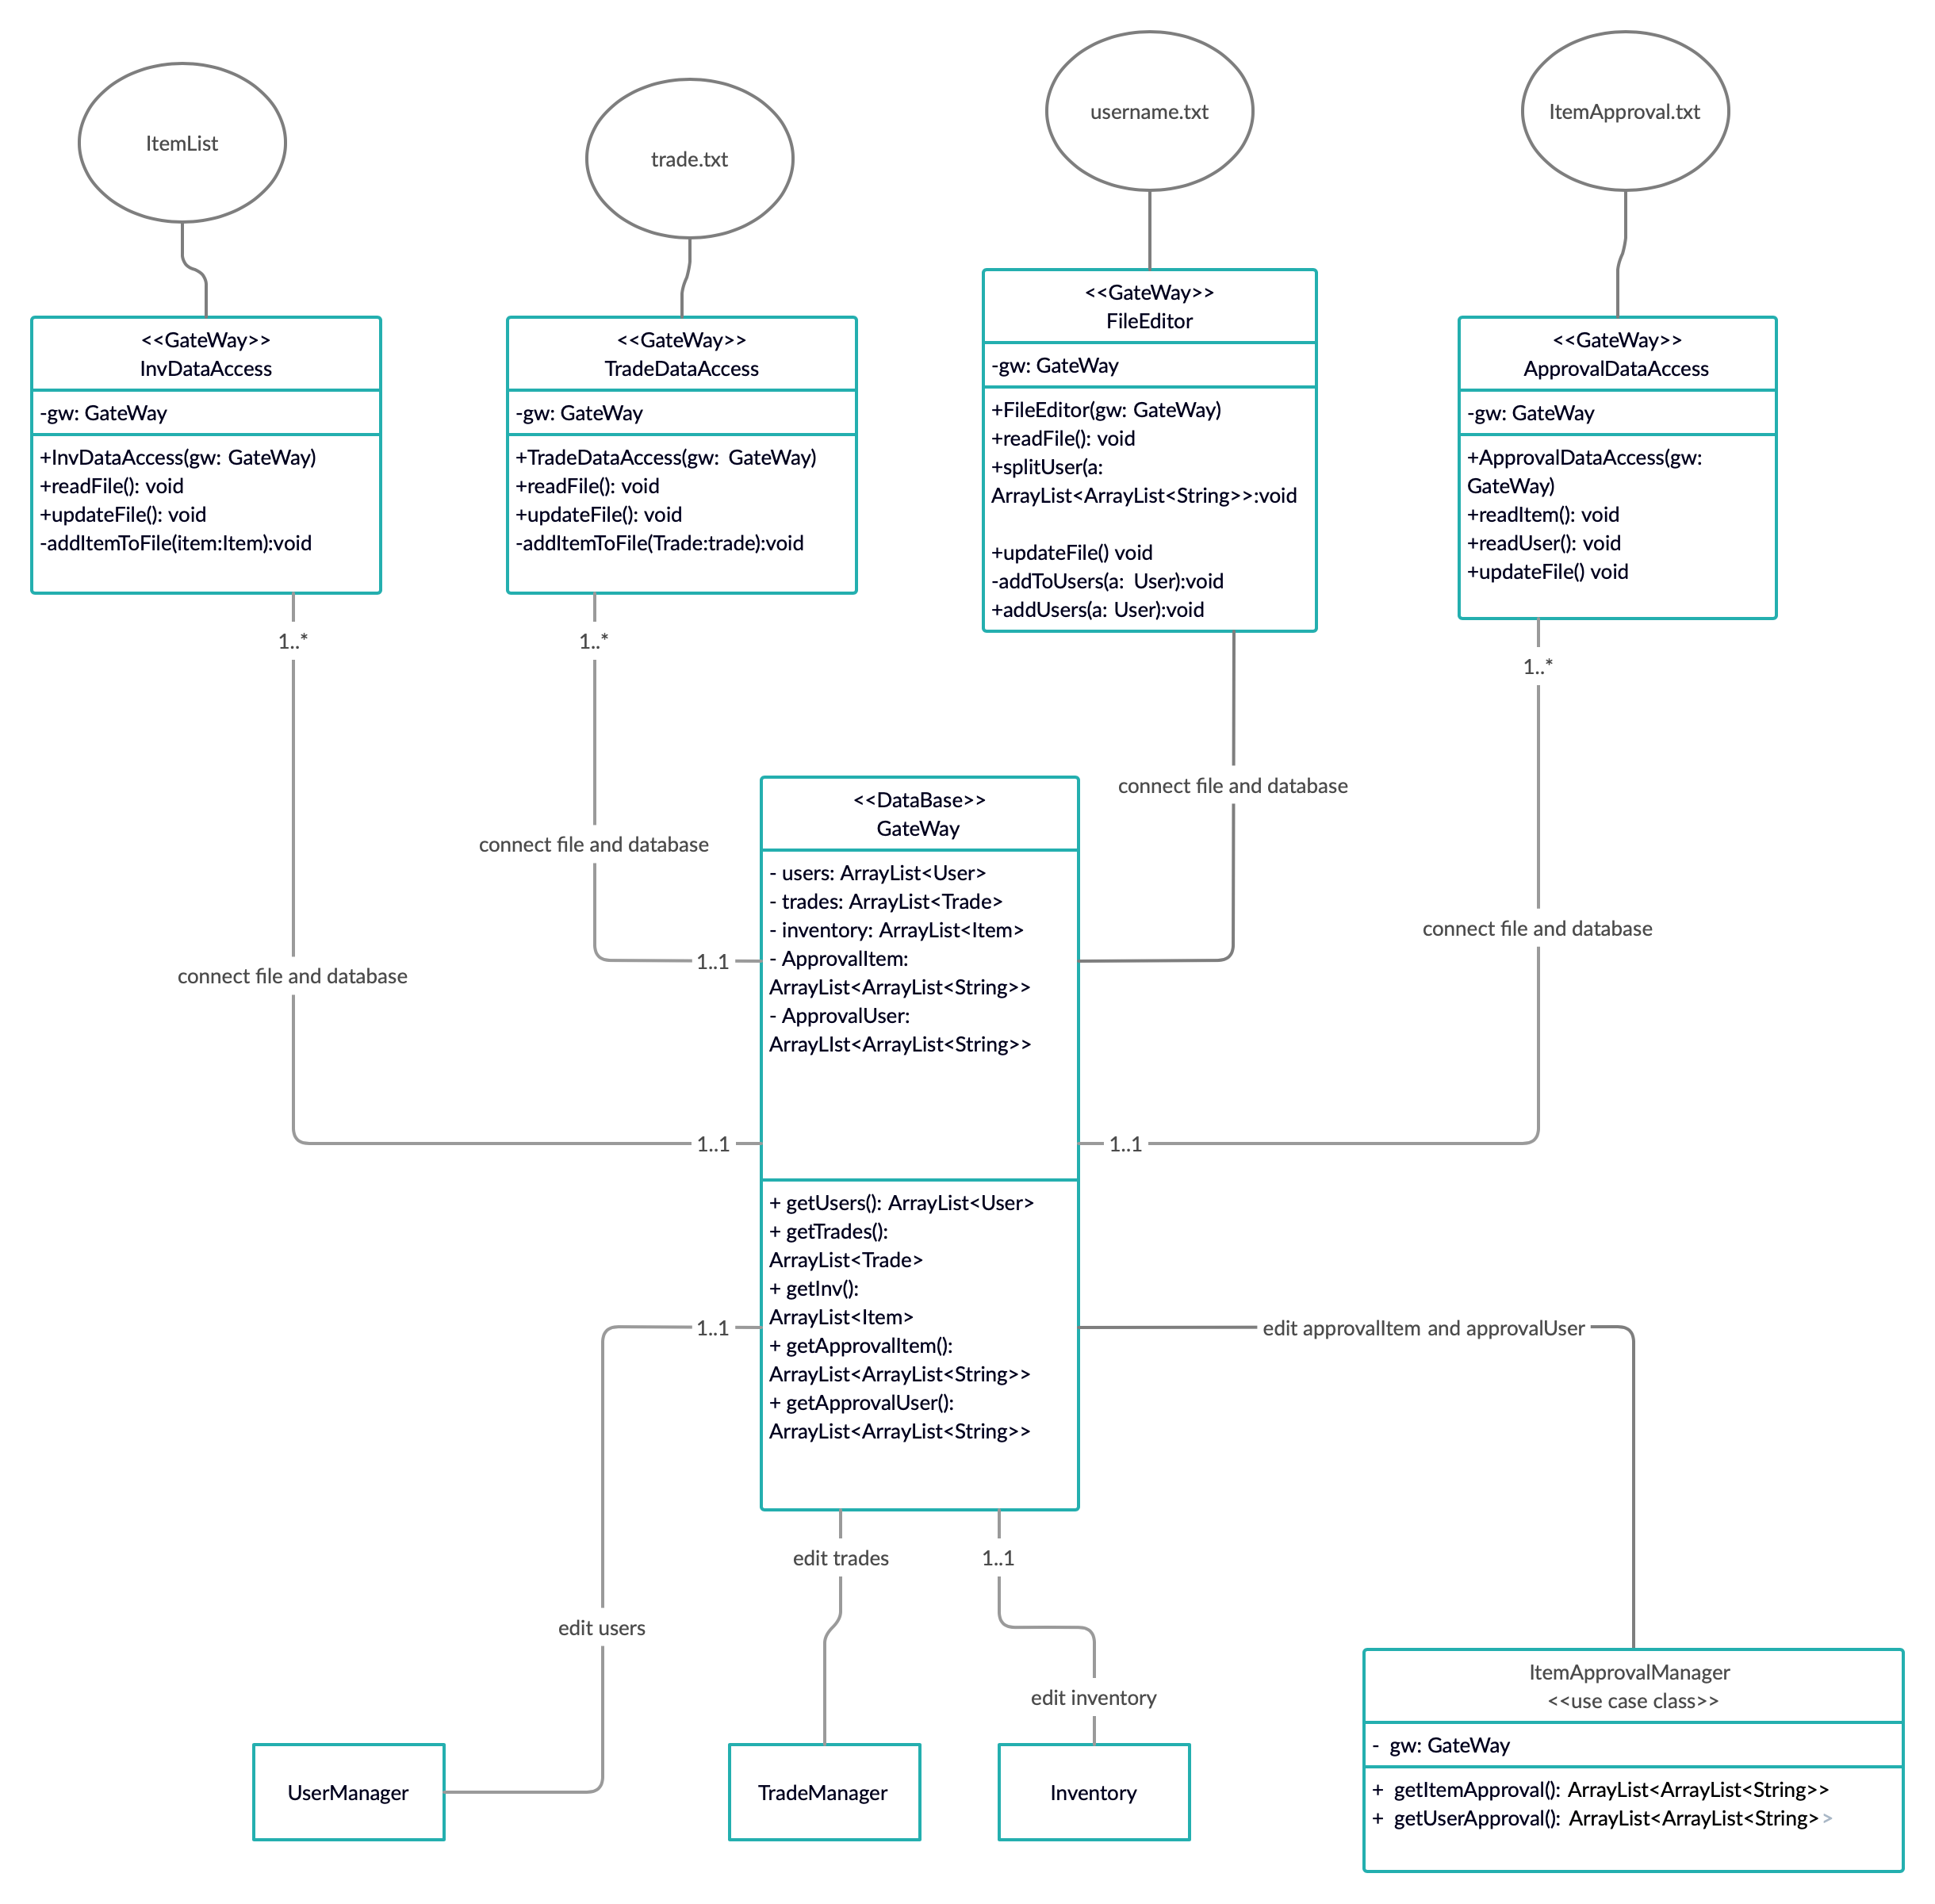 ItemList
trade.txt
username.txt
ItemApproval.txt
<<GateWay>>
InvDataAccess
-gw: GateWay
+InvDataAccess(gw: GateWay)
+readFile(): void
+updateFile(): void
-addItemToFile(item:Item):void
<<GateWay>>
TradeDataAccess
-gw: GateWay
+TradeDataAccess(gw: GateWay)
+readFile(): void
+updateFile(): void
-addItemToFile(Trade:trade):void
<<GateWay>>
FileEditor
-gw: GateWay
+FileEditor(gw: GateWay)
+readFile(): void
+splitUser(a:
ArrayList<ArrayList<String>>:void
+updateFile() void
-addToUsers(a: User):void
+addUsers(a: User):void
<<GateWay>>
ApprovalDataAccess
-gw: GateWay
+ApprovalDataAccess(gw:
GateWay)
+readItem(): void
+readUser(): void
+updateFile() void
1..*
1..*
1..*
connect file and database
connect file and database
connect file and database
connect file and database
1..1
1..1
1..1
<<DataBase>>
GateWay
- users: ArrayList<User>
- trades: ArrayList<Trade>
- inventory: ArrayList<Item>
- ApprovalItem:
ArrayList<ArrayList<String>>
- ApprovalUser:
ArrayLIst<ArrayList<String>>
+ getUsers(): ArrayList<User>
+ getTrades():
ArrayList<Trade>
+ getInv():
ArrayList<Item>
+ getApprovalItem():
ArrayList<ArrayList<String>>
+ getApprovalUser():
ArrayList<ArrayList<String>>
1..1
edit approvalItem and approvalUser
edit trades
1..1
edit users
edit inventory
UserManager
TradeManager
Inventory
ItemApprovalManager
<<use case class>>
- gw: GateWay
+ getItemApproval(): ArrayList<ArrayList<String>>
+ getUserApproval(): ArrayList<ArrayList<String>>